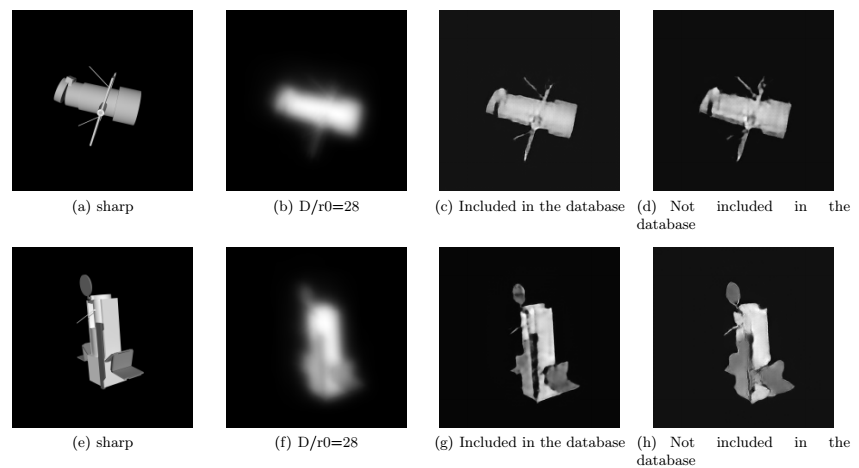 (a) sharp
(b) D/r0=28
(c) Included in the database
(d) Not included in the
database
(e) sharp
(f) D/r0=28
(g) Included in the database
(h) Not included in the
database